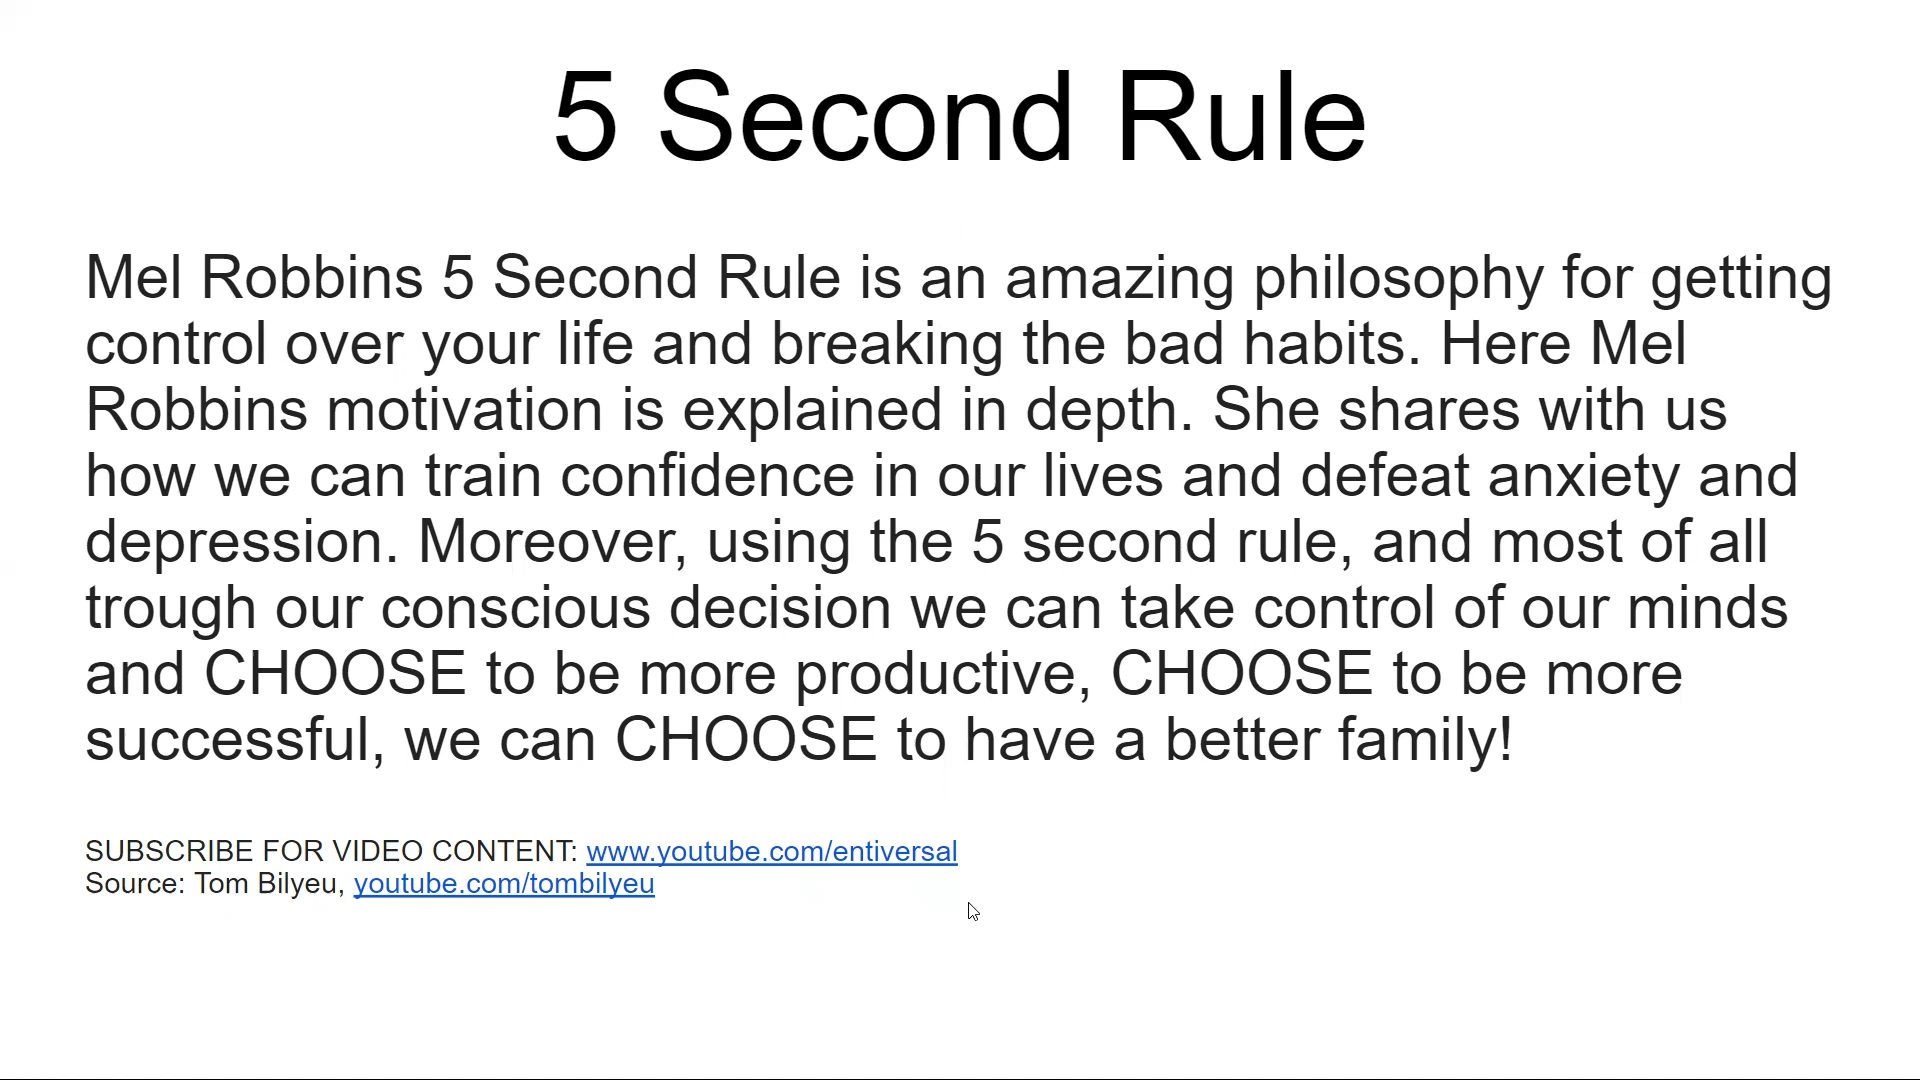 5 Second Rule
Mel Robbins 5 Second Rule is an amazing philosophy for getting
control over your life and breaking the bad habits. Here Mel
Robbins motivation is explained in depth. She shares with us
how we can train confidence in our lives and defeat anxiety and
depression. Moreover, using the 5 second rule, and most of all
trough our conscious decision we can take control of our minds
and CHOOSE to be more productive, CHOOSE to be more
successful, we can CHOOSE to have a better family!
SUBSCRIBE FOR VIDEO CONTENT: www.youtube.com/entiversal
Source: Tom Bilyeu, youtube.com/tombilyeu